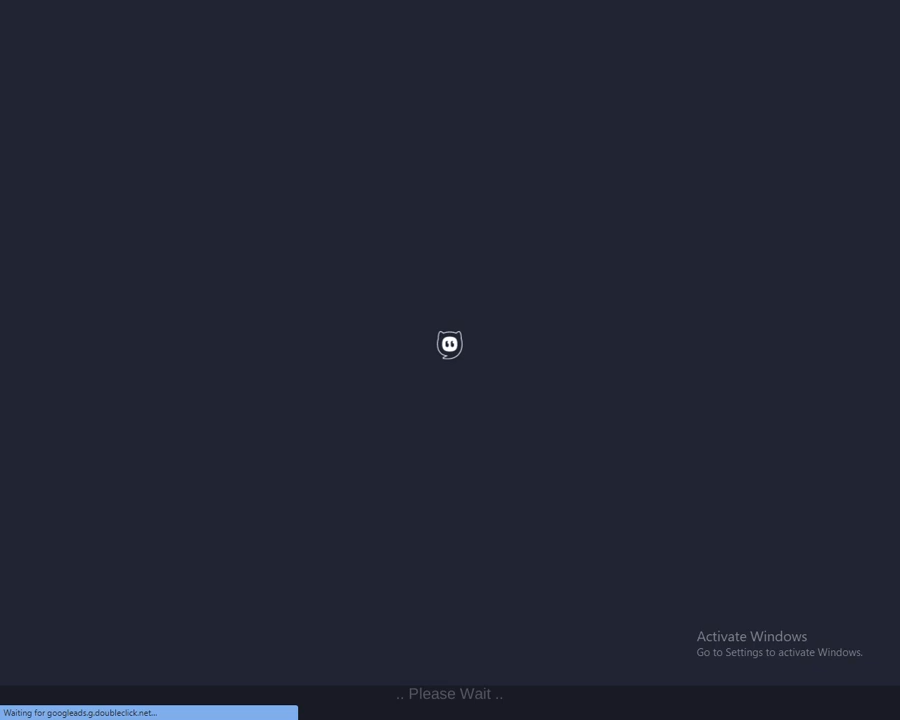 Activate Windows
Go to Settings to activate Windows.
.. Please Wait ..
Waiting for googleads.g.doubleclick.net...